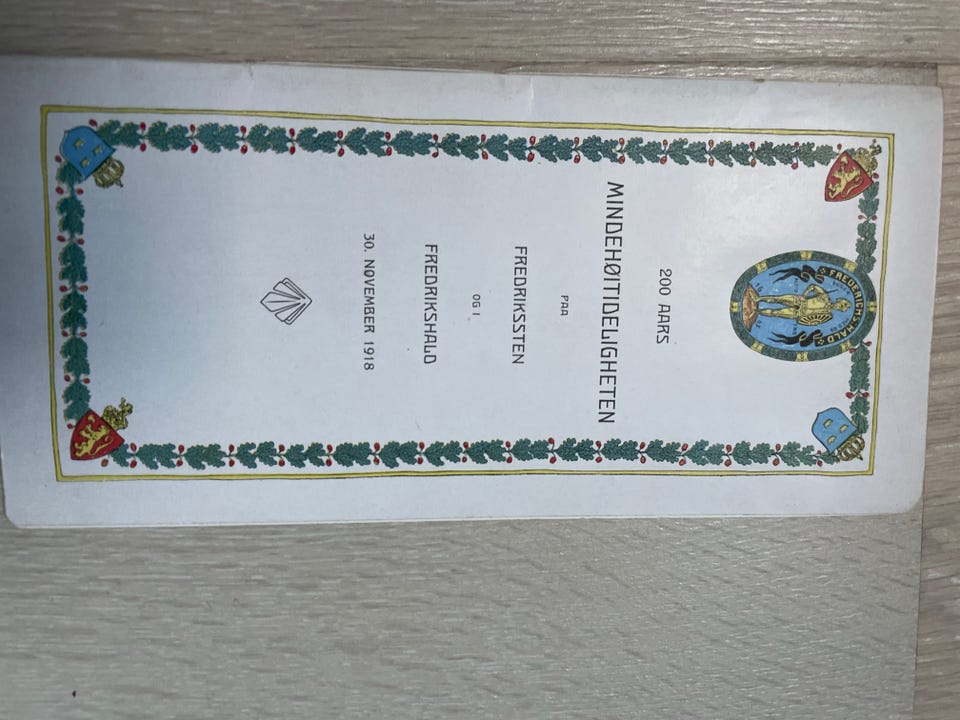 FREDERICHSHALD
200 AARS
MINDEHØITIDELIGHETEN
PAA
FREDRIKSSTEN
OG I
FREDRIKSHALD
30. NOVEMBER 1918